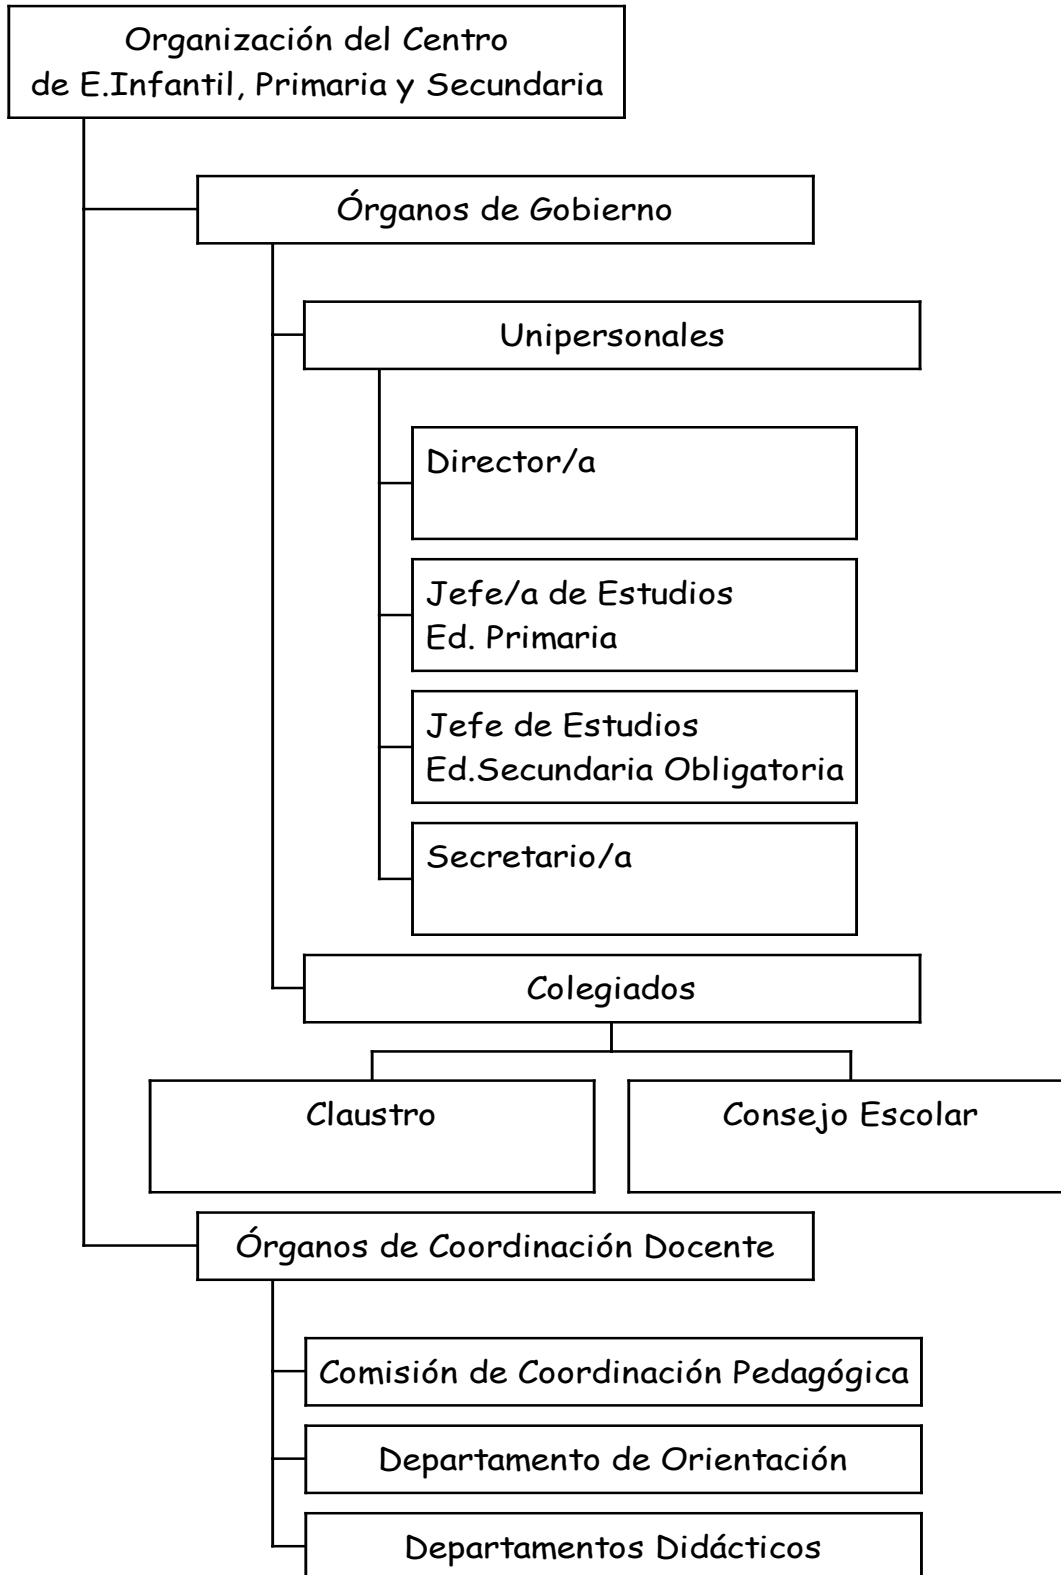 Organización del Centro
de E.Infantil, Primaria y Secundaria
Órganos de Gobierno
Unipersonales
Director/a
Jefe/a de Estudios
Ed. Primaria
Jefe de Estudios
Ed.Secundaria Obligatoria
Secretario/a
Colegiados
Claustro
Consejo Escolar
Órganos de Coordinación Docente
Comisión de Coordinación Pedagógica
Departamento de Orientación
Departamentos Didácticos